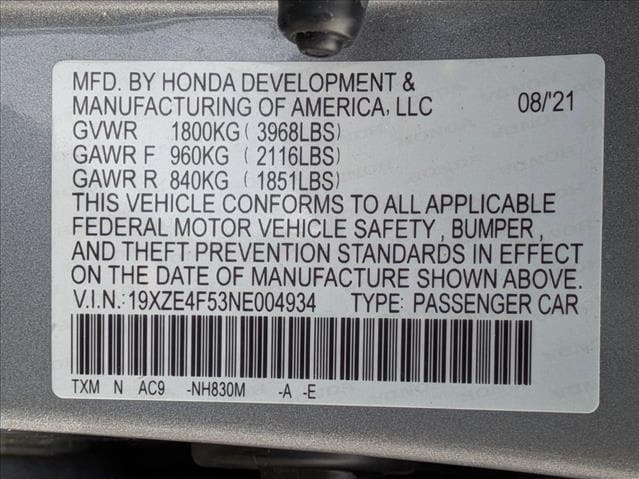 MFD. BY HONDA DEVELOPMENT &
MANUFACTURING OF AMERICA, LLC 08/'21
GVWR 1800KG ( 3968LBS)
GAWR F 960KG ( 2116LBS)
GAWR R 840KG ( 1851LBS)
THIS VEHICLE CONFORMS TO ALL APPLICABLE
FEDERAL MOTOR VEHICLE SAFETY, BUMPER,
AND THEFT PREVENTION STANDARDS IN EFFECT
ON THE DATE OF MANUFACTURE SHOWN ABOVE.
V.I.N.:19XZE4F53NE004934 TYPE: PASSENGER CAR
TXM N AC9 -NH830M -A -E